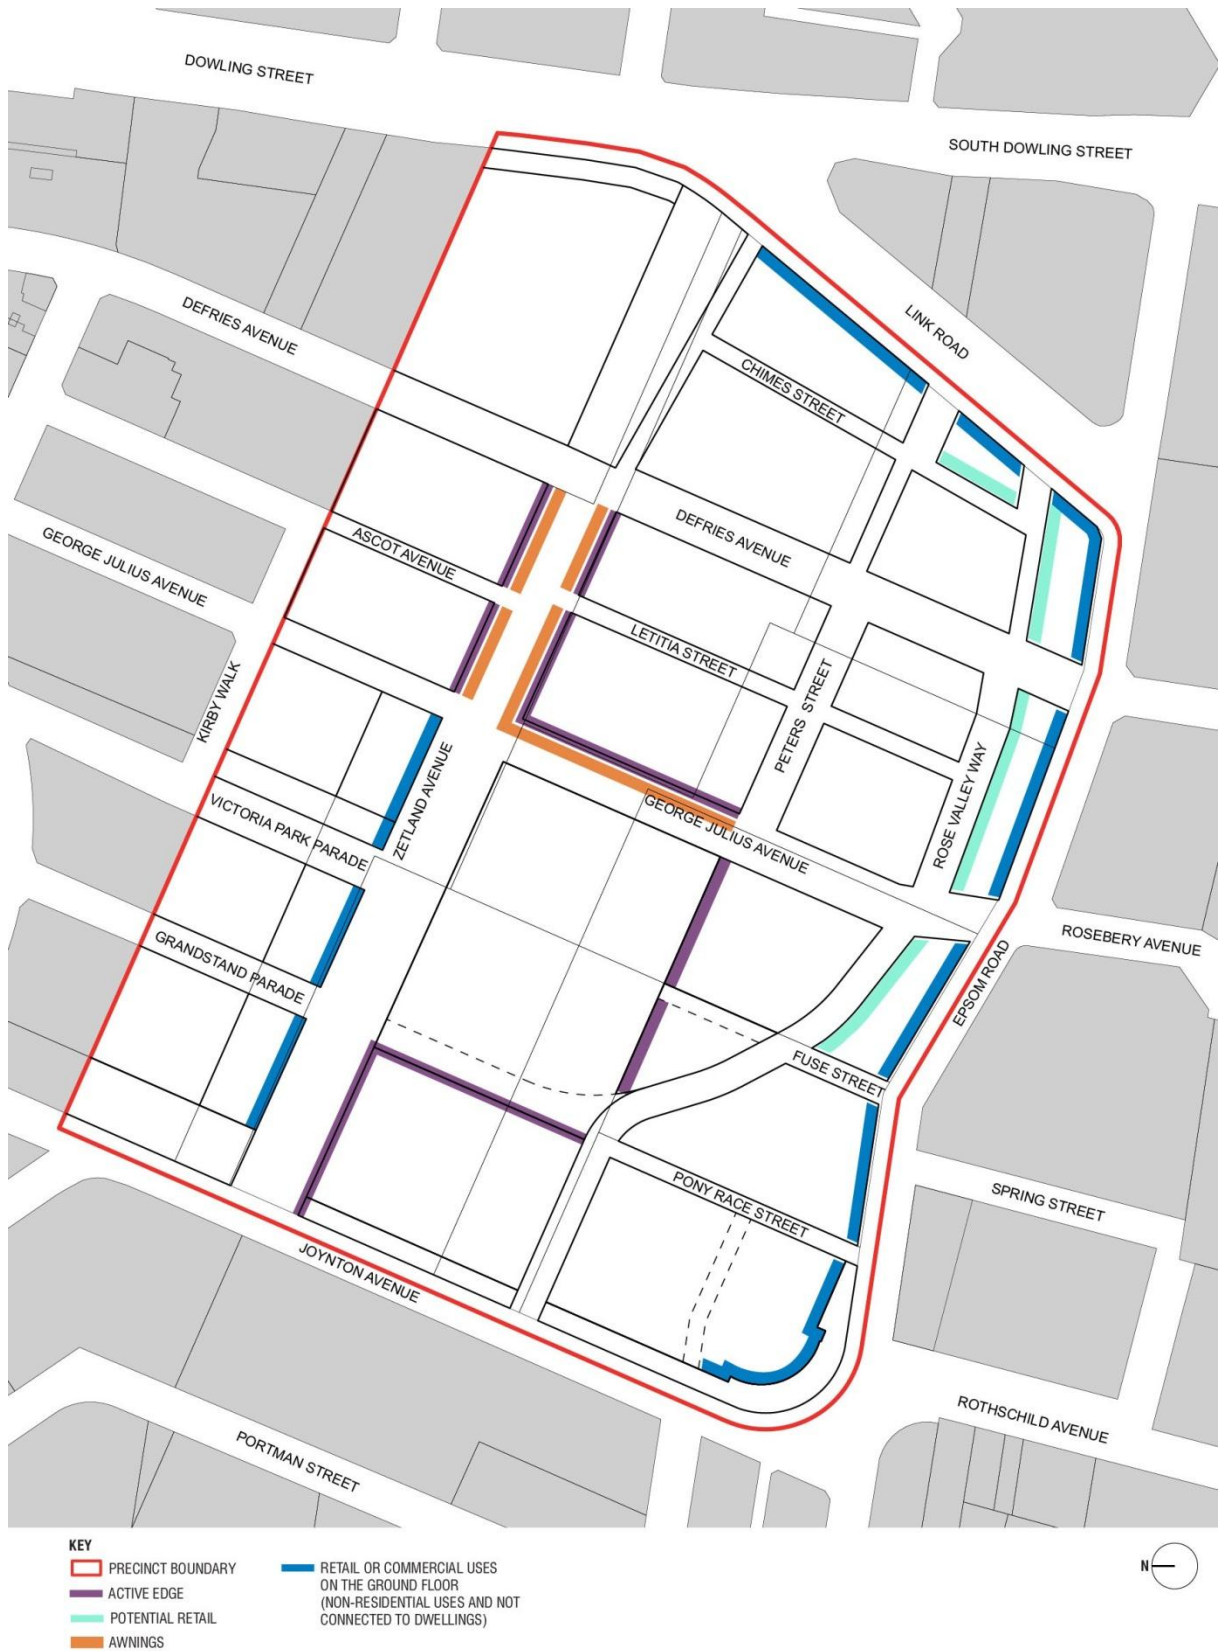 DOWLING STREET
SOUTH DOWLING STREET
LINK ROAD
DEFRIES AVENUE
CHIMES STREET
DEFRIES AVENUE
ASCOT AVENUE
GEORGE JULIUS AVENUE
LETITIA STREET
KIRBY WALK
PETERS STREET
ZETLAND AVENUE
ROSE VALLEY WAY
VICTORIA PARK PARADE
GEORGE JULIUS AVENUE
GRANDSTAND PARADE
ROSEBERY AVENUE
EPSOM ROAD
FUSE STREET
PONY RACE STREET
SPRING STREET
JOYNTON AVENUE
ROTHSCHILD AVENUE
PORTMAN STREET
KEY
PRECINCT BOUNDARY
ACTIVE EDGE
POTENTIAL RETAIL
AWNINGS
RETAIL OR COMMERCIAL USES
ON THE GROUND FLOOR
(NON-RESIDENTIAL USES AND NOT
CONNECTED TO DWELLINGS)
N